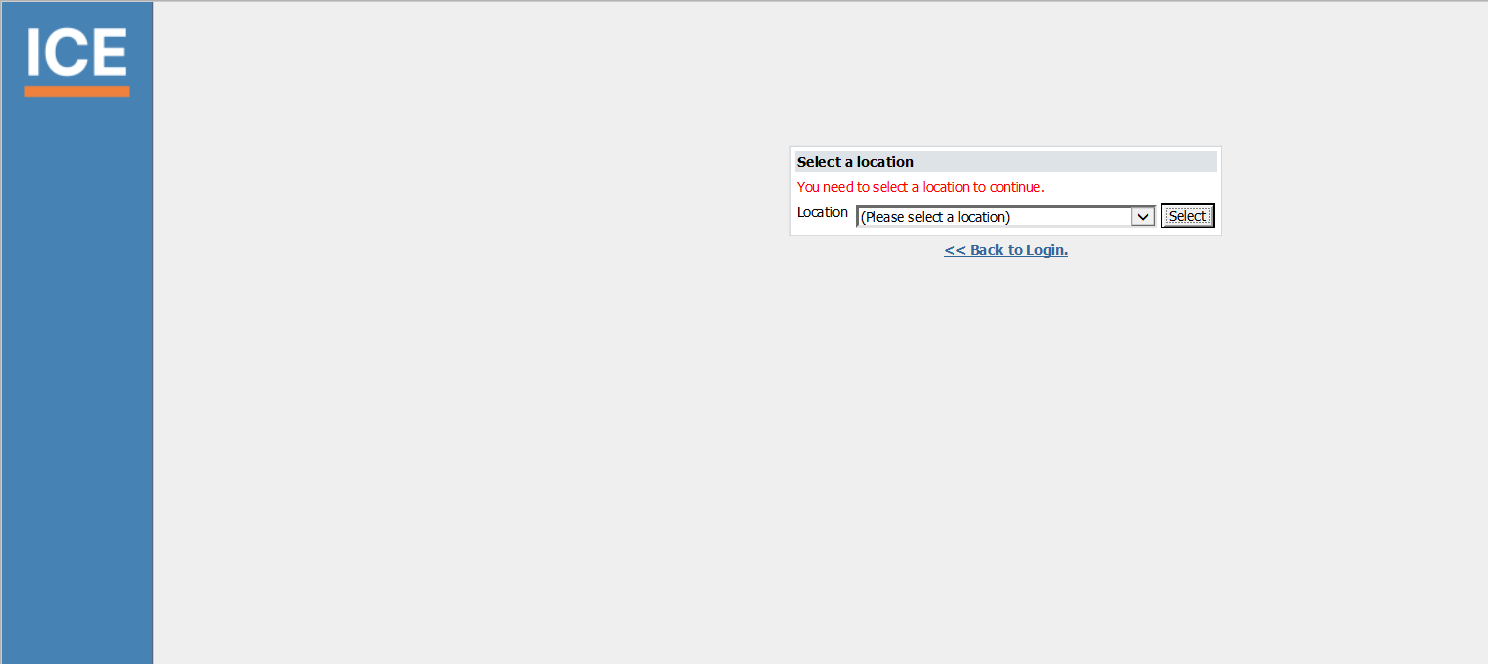 ICE
Select a location
You need to select a location to continue.
Location (Please select a location) Select
<< Back to Login.